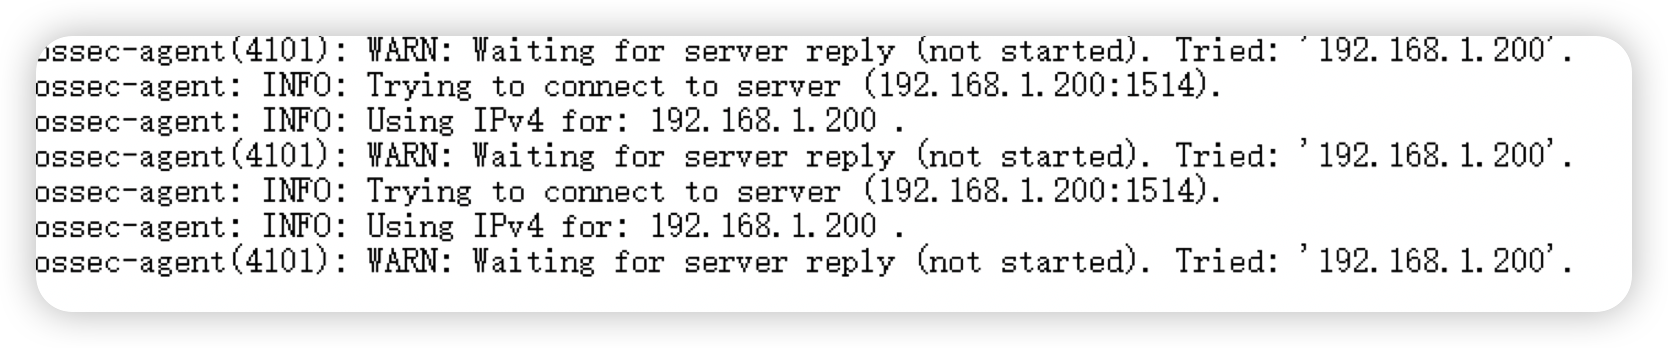 ossec-agent(4101): WARN: Waiting for server reply (not started). Tried: '192.168.1.200'.
ossec-agent: INFO: Trying to connect to server (192.168.1.200:1514).
ossec-agent: INFO: Using IPv4 for: 192.168.1.200 .
ossec-agent(4101): WARN: Waiting for server reply (not started). Tried: '192.168.1.200'.
ossec-agent: INFO: Trying to connect to server (192.168.1.200:1514).
ossec-agent: INFO: Using IPv4 for: 192.168.1.200 .
ossec-agent(4101): WARN: Waiting for server reply (not started). Tried: '192.168.1.200'.